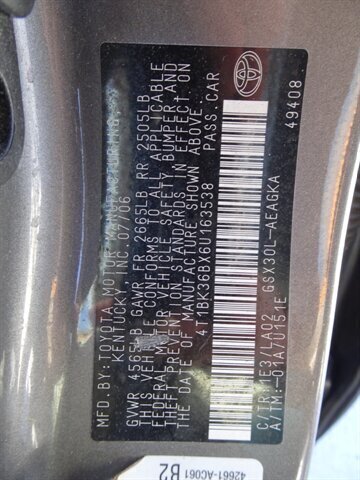 MFD. BY: TOYOTA MOTOR MANUFACTURING,
KENTUCKY, INC. 07/06
GVWR 4565LB GAWR FR 2665LB RR 2505LB
THIS VEHICLE CONFORMS TO ALL APPLICABLE
FEDERAL MOTOR VEHICLE SAFETY, BUMPER, AND
THEFT PREVENTION STANDARDS IN EFFECT ON
THE DATE OF MANUFACTURE SHOWN ABOVE.
4T1BK36BX6U163538 PASS. CAR
C/TR:1F3/LA02 GSX30L-AEAGKA
A/TM:-01A/U151E 49408
42661-AC061
B2